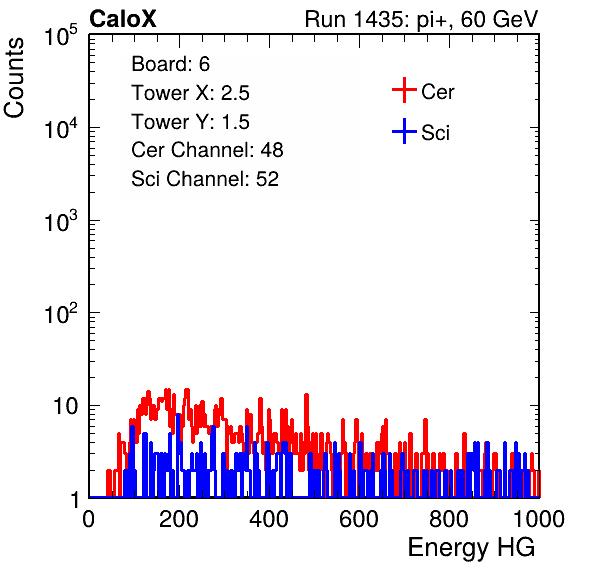 CaloX Run 1435: pi+, 60 GeV
Board: 6
Tower X: 2.5
Tower Y: 1.5
Cer Channel: 48
Sci Channel: 52
Cer
Sci
Counts
10^5
10^4
10^3
10^2
10
1
0 200 400 600 800 1000
Energy HG